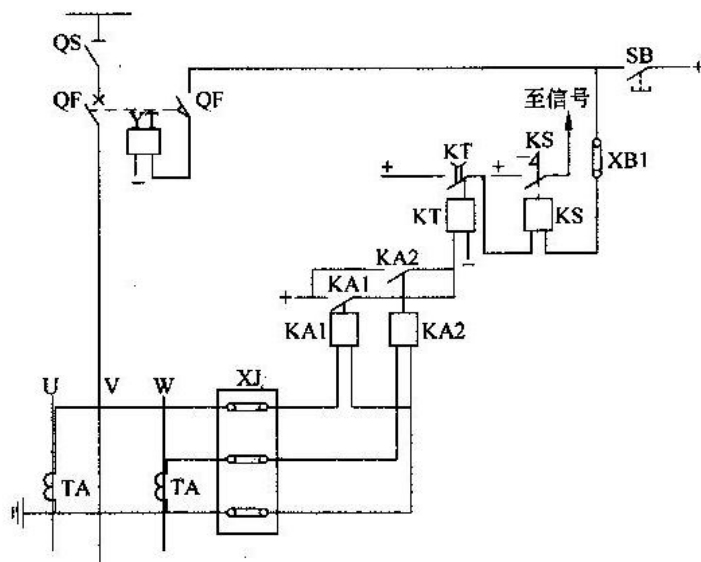 QS
SB
+
QF
QF
YT
至信号
KT
KS
XB1
+
+
KT
KS
KA2
KA1
+
KA1
KA2
U
V
W
XJ
TA
TA